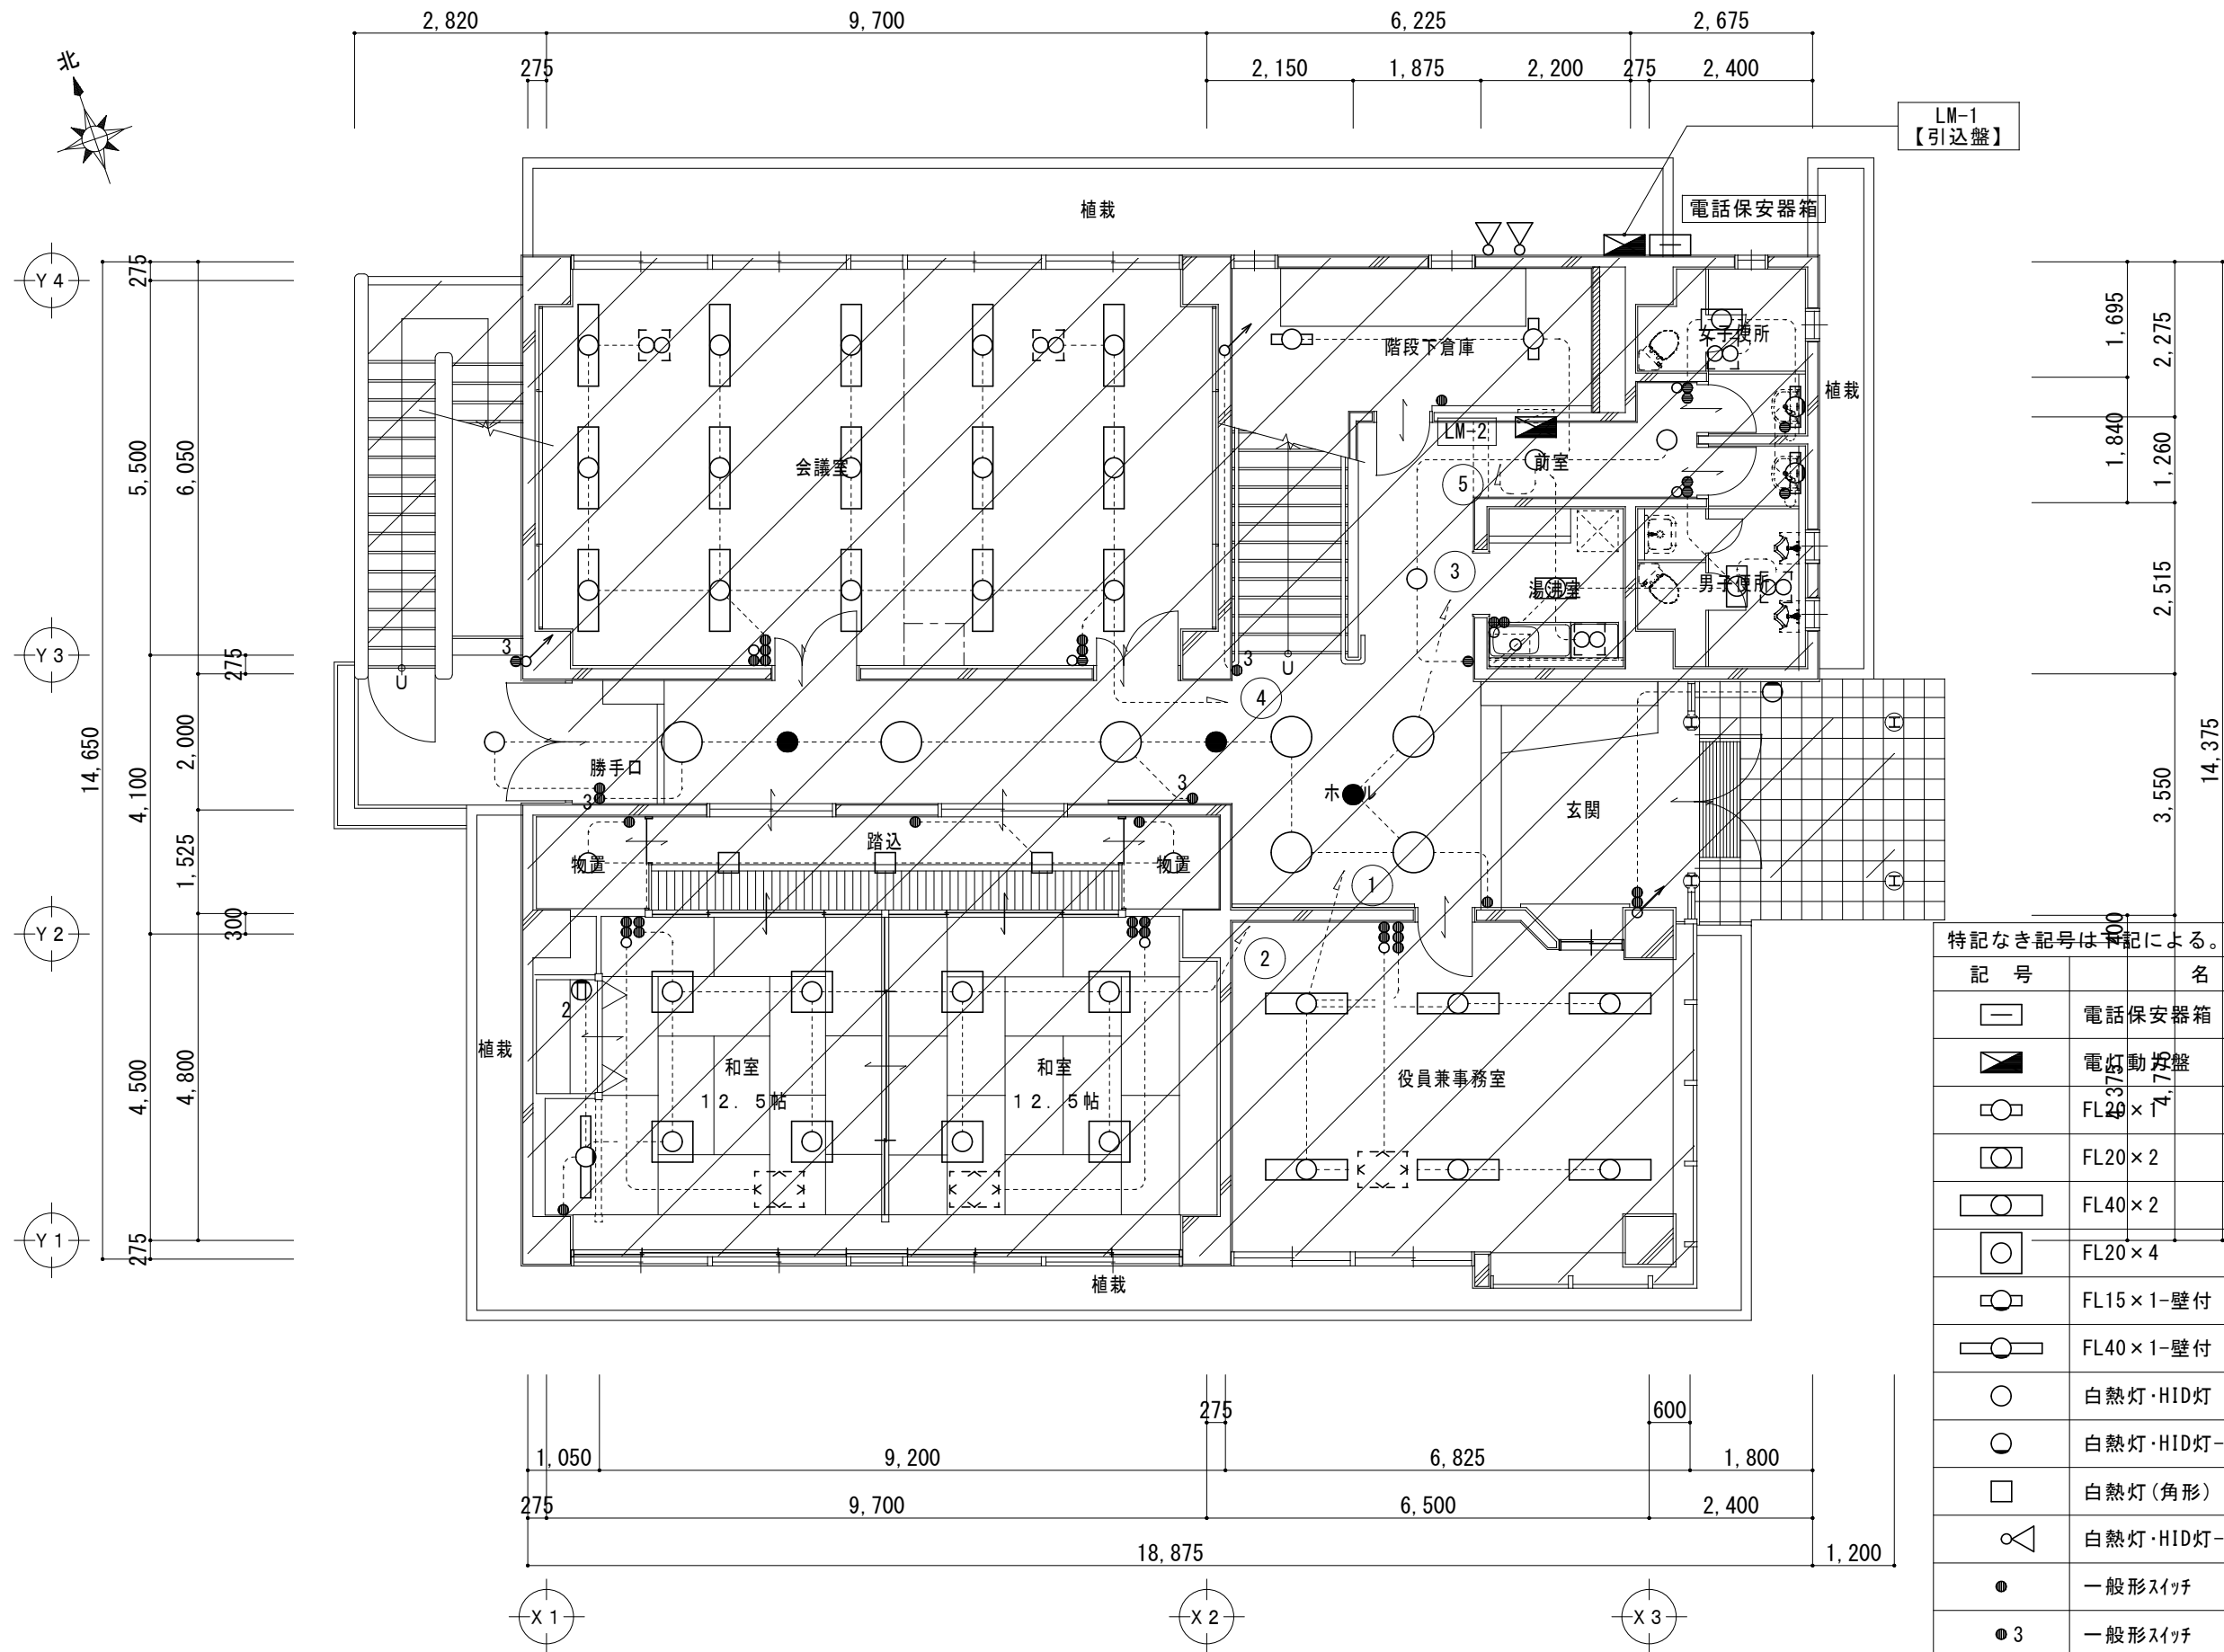 2,820
9,700
6,225
2,675
275
2,150
1,875
2,200
275
2,400
北
LM-1
【引込盤】
電話保安器箱
植栽
Y 4
Y 3
Y 2
Y 1
275
5,500
6,050
275
14,650
4,100
2,000
1,525
300
4,500
4,800
275
1,695
2,275
1,840
1,260
2,515
14,375
3,550
400
4,375
4,775
会議室
階段下倉庫
女子便所
植栽
LM-2
前室
5
3
湯沸室
男子便所
3
U
3
U
4
勝手口
3
3
ホール
玄関
踏込
物置
物置
1
2
2
植栽
和室
12.5帖
和室
12.5帖
役員兼事務室
植栽
特記なき記号は下記による。
記 号
名
電話保安器箱
電灯動力盤
FL20×1
FL20×2
FL40×2
FL20×4
FL15×1-壁付
FL40×1-壁付
白熱灯・HID灯
白熱灯・HID灯-
白熱灯(角形)
白熱灯・HID灯-
一般形スイッチ
3
一般形スイッチ
275
600
1,050
9,200
6,825
1,800
275
9,700
6,500
2,400
18,875
1,200
X 1
X 2
X 3